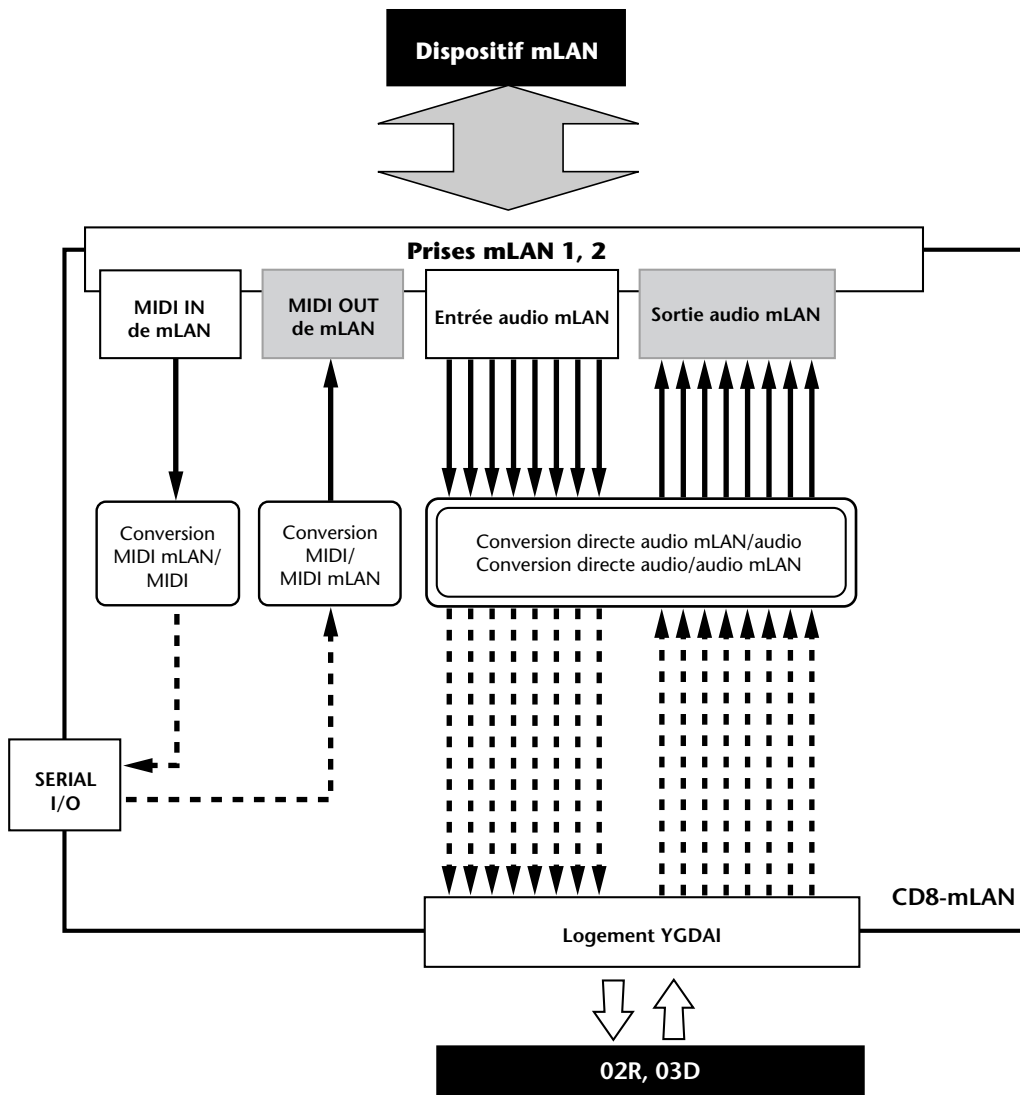 Dispositif mLAN
Prises mLAN 1, 2
MIDI IN
de mLAN
MIDI OUT
de mLAN
Entrée audio mLAN
Sortie audio mLAN
Conversion
MIDI mLAN/
MIDI
Conversion
MIDI/
MIDI mLAN
Conversion directe audio mLAN/audio
Conversion directe audio/audio mLAN
SERIAL
I/O
CD8-mLAN
Logement YGDAI
02R, 03D